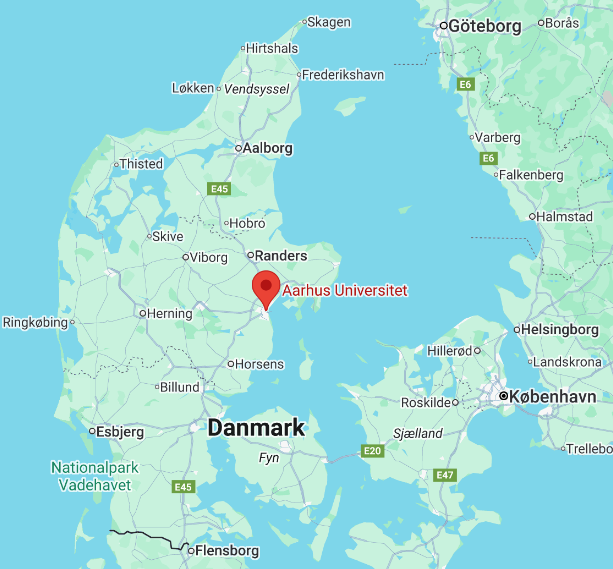 Skagen
Göteborg
Borås
Hirtshals
Frederikshavn
Løkken
Vendsyssel
E6
Varberg
Aalborg
E6
Thisted
Falkenberg
E45
Halmstad
Hobro
Skive
Viborg
Randers
Aarhus Universitet
Herning
Ringkøbing
Helsingborg
Hillerød
Horsens
Landskrona
Billund
København
Roskilde
Danmark
Esbjerg
Sjælland
Trellebo
E20
Fyn
Nationalpark
Vadehavet
E47
E45
Flensborg